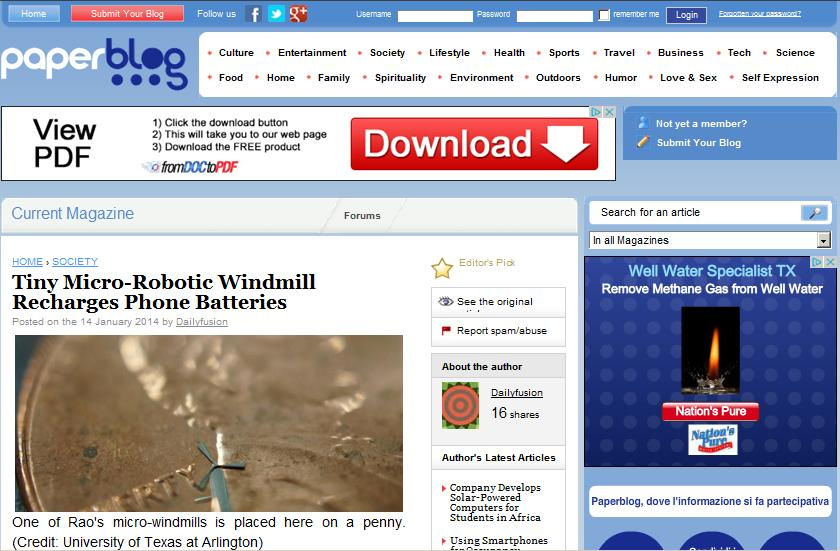 Home
Submit Your Blog
Follow us
Username
Password
remember me
Login
Forgotten your password?
paperblog
Culture Entertainment Society Lifestyle Health Sports Travel Business Tech Science
Food Home Family Spirituality Environment Outdoors Humor Love & Sex Self Expression
View
PDF
1) Click the download button
2) This will take you to our web page
3) Download the FREE product
fromDOCtoPDF
Download
Not yet a member?
Submit Your Blog
Current Magazine
Forums
Search for an article
In all Magazines
HOME › SOCIETY
Tiny Micro-Robotic Windmill
Recharges Phone Batteries
Posted on the 14 January 2014 by Dailyfusion
One of Rao's micro-windmills is placed here on a penny.
(Credit: University of Texas at Arlington)
Editor's Pick
See the original
Report spam/abuse
About the author
Dailyfusion
16 shares
Author's Latest Articles
Company Develops
Solar-Powered
Computers for
Students in Africa
Using Smartphones
Well Water Specialist TX
Remove Methane Gas from Well Water
Nation's Pure
Nation's
Pure
Paperblog, dove l'informazione si fa partecipativa